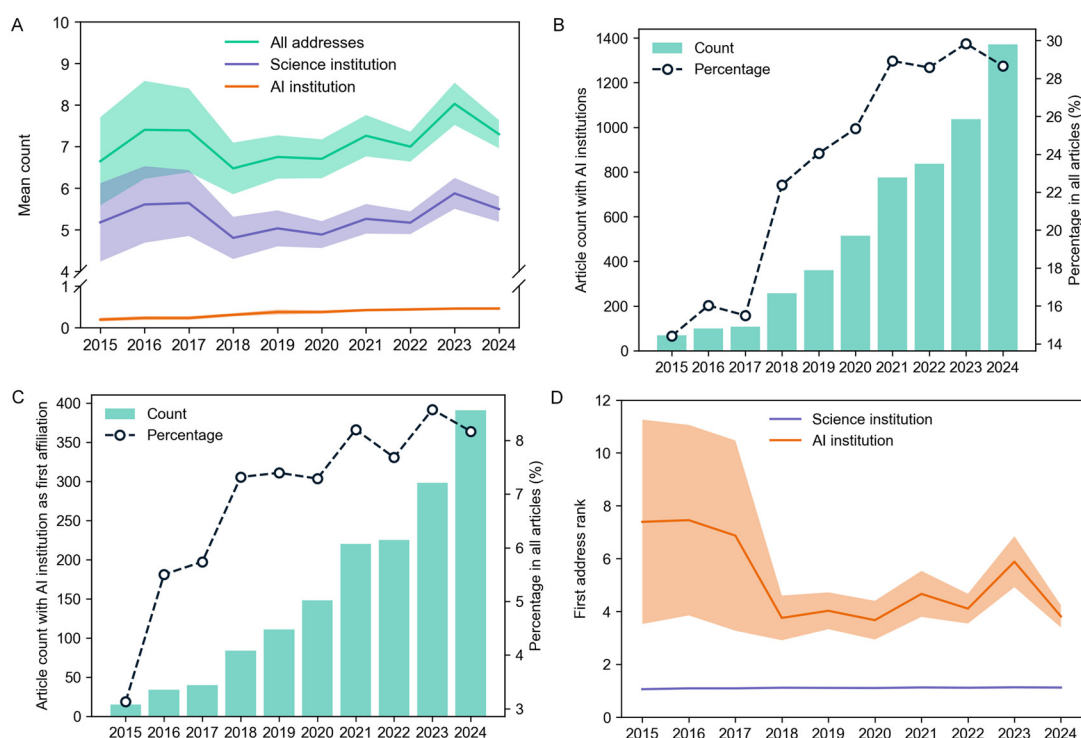 A
10
9
8
7
6
5
4
1
0
Mean count
All addresses
Science institution
AI institution
2015 2016 2017 2018 2019 2020 2021 2022 2023 2024
B
1400
1200
1000
800
600
400
200
0
Article count with AI institutions
Count
Percentage
30
28
26
24
22
20
18
16
14
Percentage in all articles (%)
2015 2016 2017 2018 2019 2020 2021 2022 2023 2024
C
400
350
300
250
200
150
100
50
0
Article count with AI institution as first affiliation
Count
Percentage
8
7
6
5
4
3
Percentage in all articles (%)
2015 2016 2017 2018 2019 2020 2021 2022 2023 2024
D
12
10
8
6
4
2
0
First address rank
Science institution
AI institution
2015 2016 2017 2018 2019 2020 2021 2022 2023 2024